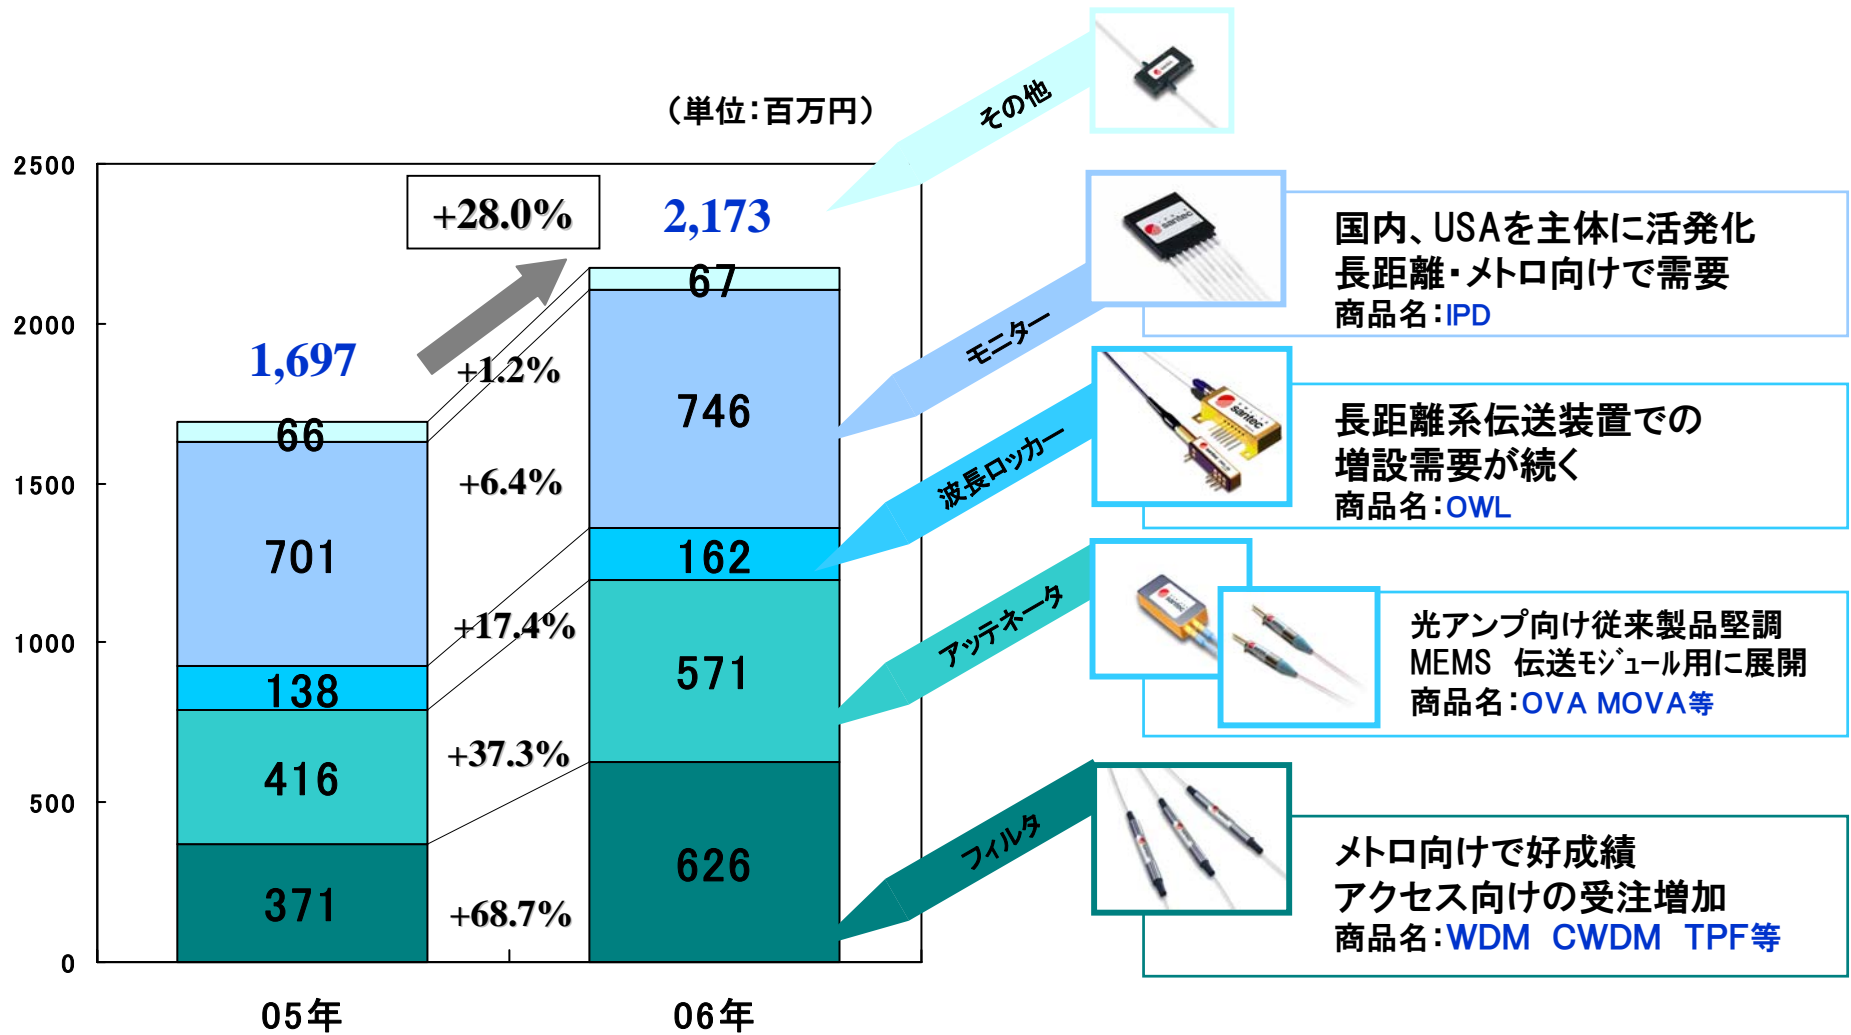 （単位：百万円）
2500
2000
1500
1000
500
0
+28.0%
1,697
2,173
66
701
138
416
371
+1.2%
+6.4%
+17.4%
+37.3%
+68.7%
67
746
162
571
626
05年
06年
その他
モニター
波長ロッカー
アッテネータ
フィルタ
santec
国内、USAを主体に活発化
長距離・メトロ向けで需要
商品名：IPD
santec
長距離系伝送装置での
増設需要が続く
商品名：OWL
santec
光アンプ向け従来製品堅調
MEMS 伝送ﾓｼﾞｭｰﾙ用に展開
商品名：OVA MOVA等
メトロ向けで好成績
アクセス向けの受注増加
商品名：WDM CWDM TPF等